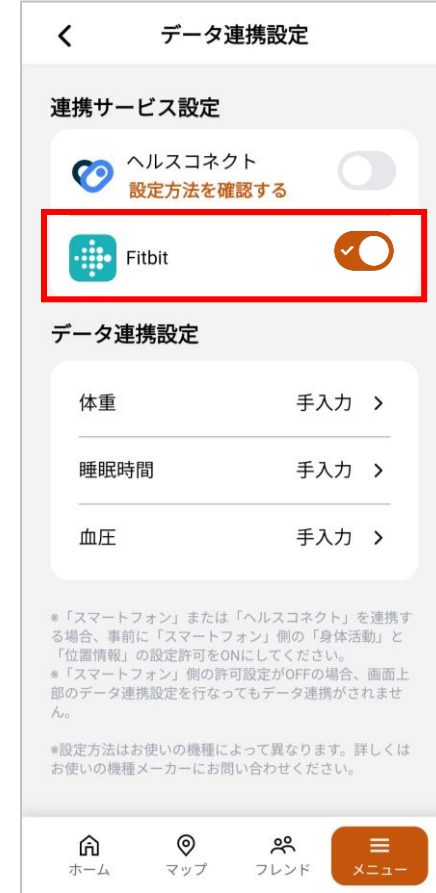 データ連携設定
連携サービス設定
ヘルスコネクト
設定方法を確認する
Fitbit
データ連携設定
体重 手入力
睡眠時間 手入力
血圧 手入力
※「スマートフォン」または「ヘルスコネクト」を連携す
る場合、事前に「スマートフォン」側の「身体活動」と
「位置情報」の設定許可をONにしてください。
※「スマートフォン」側の許可設定がOFFの場合、画面上
部のデータ連携設定を行なってもデータ連携がされませ
ん。
※設定方法はお使いの機種によって異なります。詳しくは
お使いの機種メーカーにお問い合わせください。
ホーム マップ フレンド メニュー